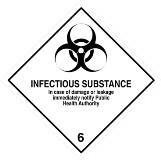 INFECTIOUS SUBSTANCE
In case of damage or leakage
immediately notify Public
Health Authority
6